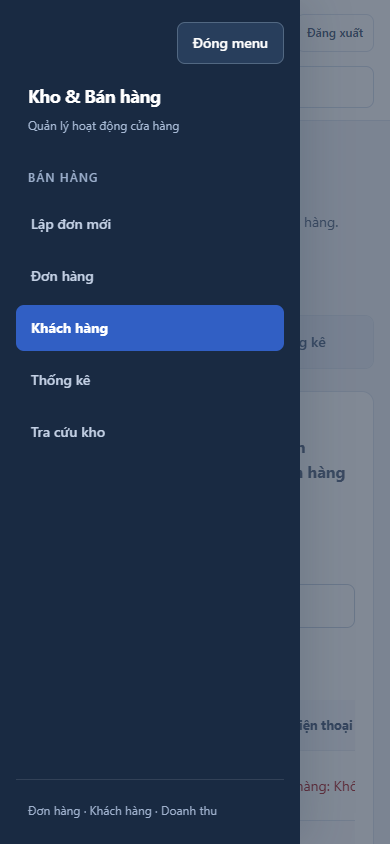 Đóng menu
Đăng xuất
Kho & Bán hàng
Quản lý hoạt động cửa hàng
BÁN HÀNG
Lập đơn mới
hàng.
Đơn hàng
Khách hàng
kê
Thống kê
Tra cứu kho
hàng
điện thoại
hàng:
Đơn hàng · Khách hàng · Doanh thu